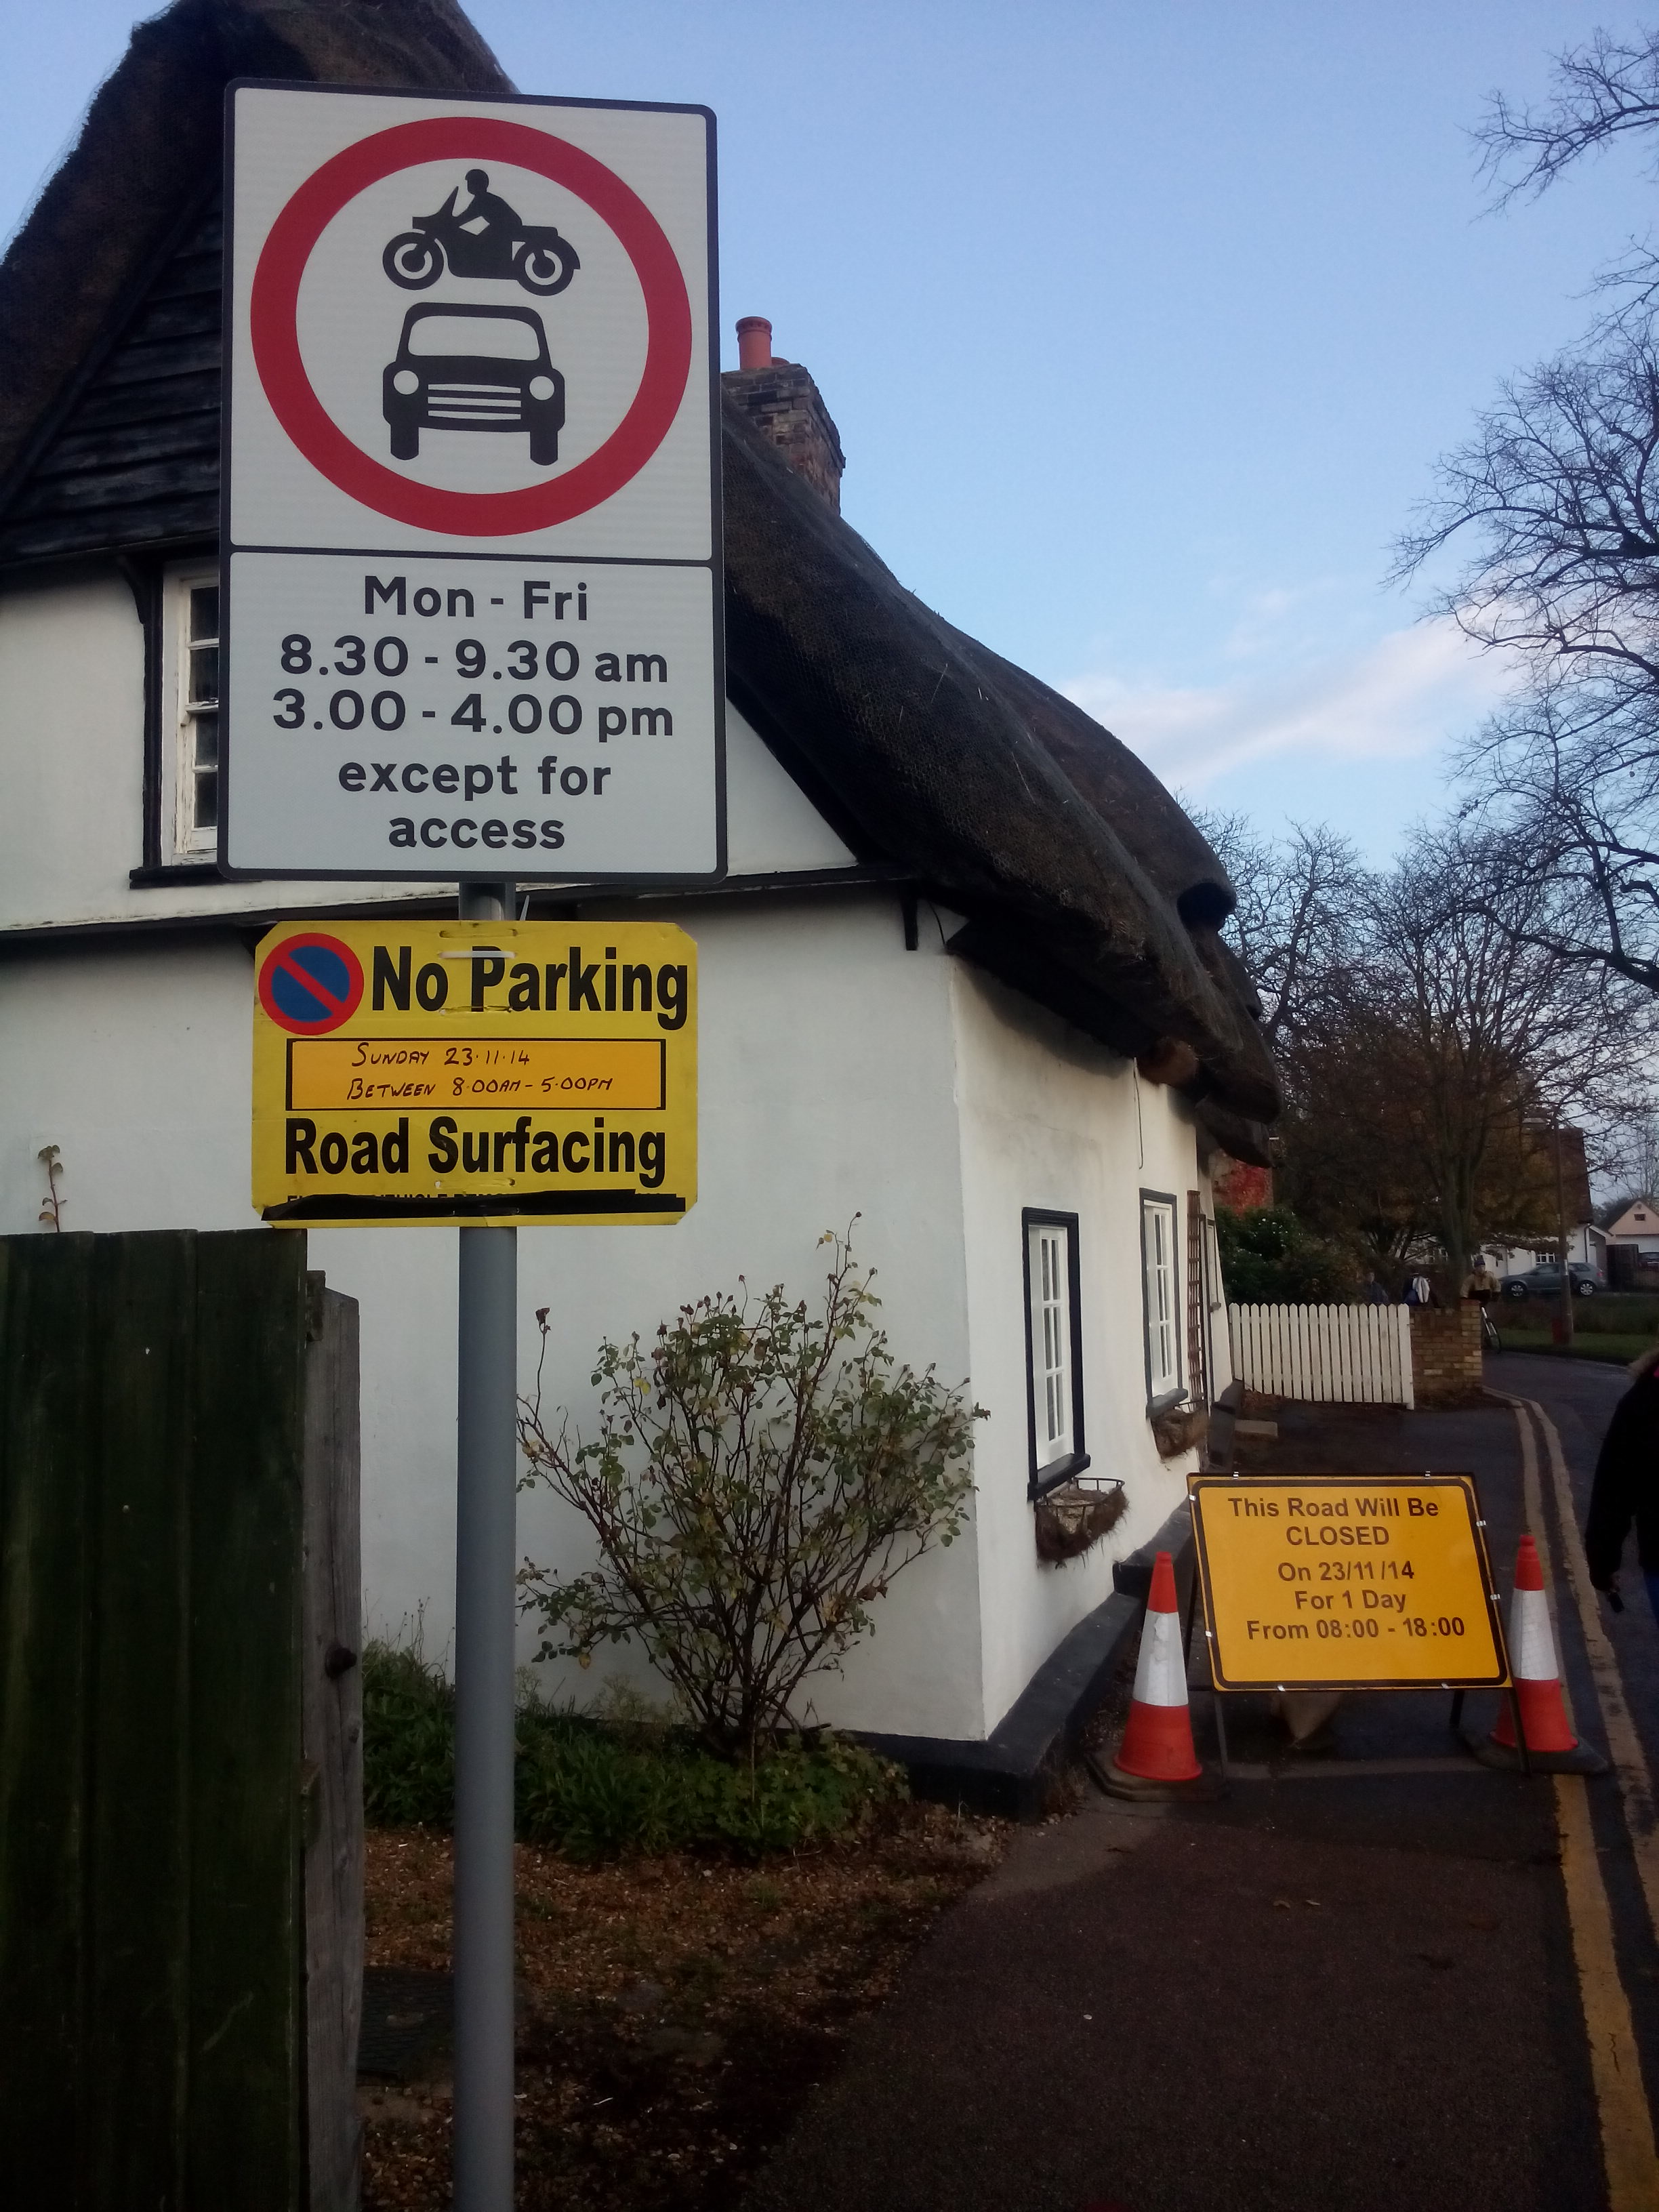 Mon - Fri
8.30 - 9.30 am
3.00 - 4.00 pm
except for
access
No Parking
SUNDAY 23.11.14
BETWEEN 8.00AM - 5.00PM
Road Surfacing
This Road Will Be
CLOSED
On 23/11/14
For 1 Day
From 08:00 - 18:00